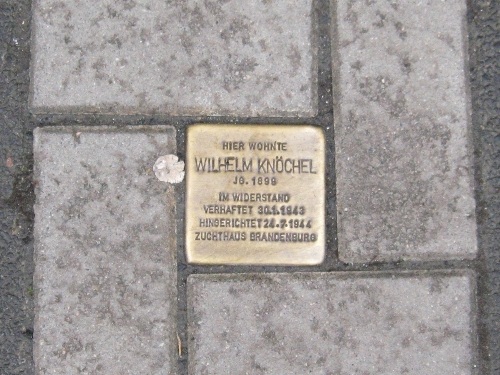 HIER WOHNTE
WILHELM KNÖCHEL
JG. 1899
IM WIDERSTAND
VERHAFTET 30.1.1943
HINGERICHTET 24.7.1944
ZUCHTHAUS BRANDENBURG